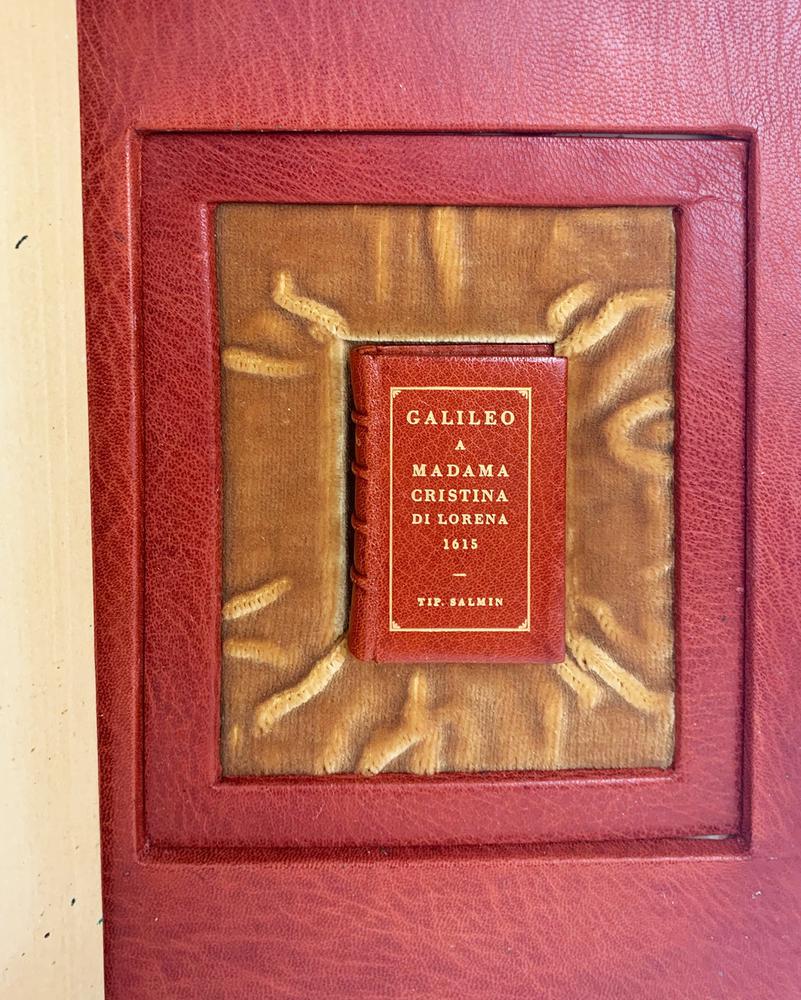 GALILEO
A
MADAMA
CRISTINA
DI LORENA
1615
—
TIP. SALMIN